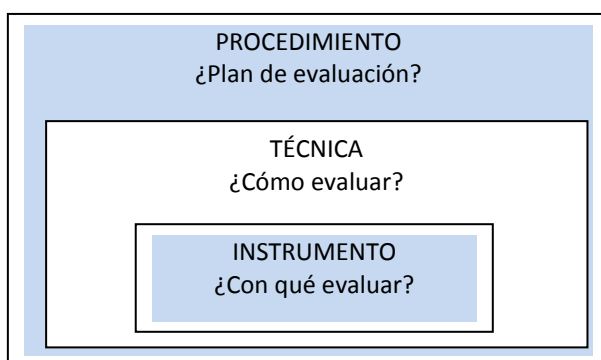 PROCEDIMIENTO
¿Plan de evaluación?
TÉCNICA
¿Cómo evaluar?
INSTRUMENTO
¿Con qué evaluar?